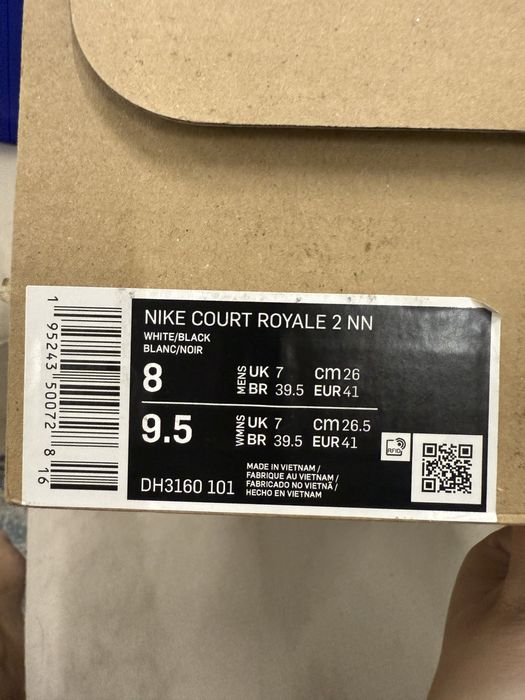 1 95243 50072 8 16
NIKE COURT ROYALE 2 NN
WHITE/BLACK
BLANC/NOIR
8 MENS UK 7 cm 26
BR 39.5 EUR 41
9.5 WMNS UK 7 cm 26.5
BR 39.5 EUR 41
RFID
DH3160 101
MADE IN VIETNAM /
FABRIQUE AU VIETNAM /
FABRICADO NO VIETNÃ /
HECHO EN VIETNAM